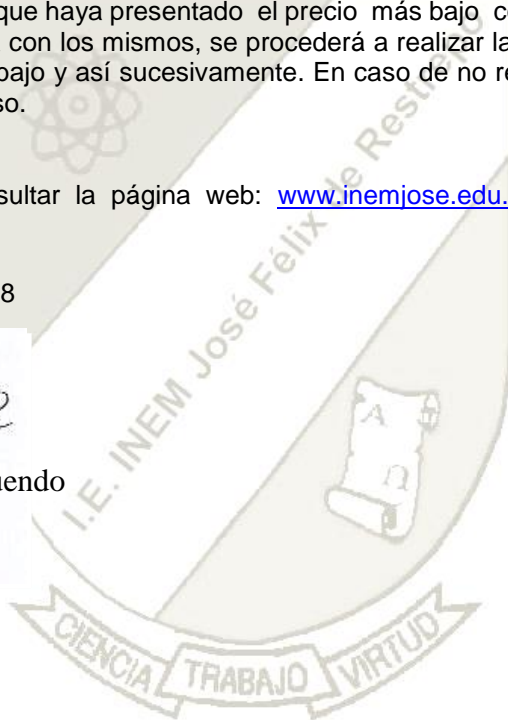 que haya presentado el precio más bajo
con los mismos, se procederá a realizar la
bajo y así sucesivamente. En caso de no
so.
sultar la página web: www.inemjose.edu.
8
uendo
I.E. INEM José Félix de Restrepo
Α
Ω
CIENCIA TRABAJO VIRTUD